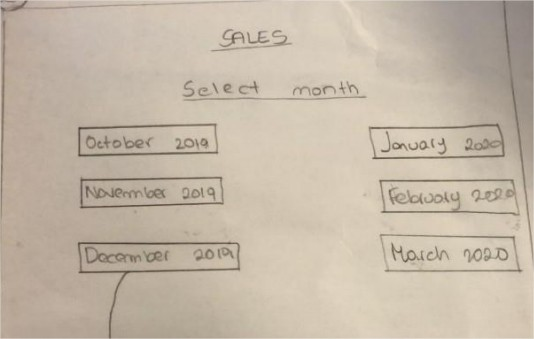 SALES
Select month
October 2019
January 2020
November 2019
February 2020
December 2019
March 2020